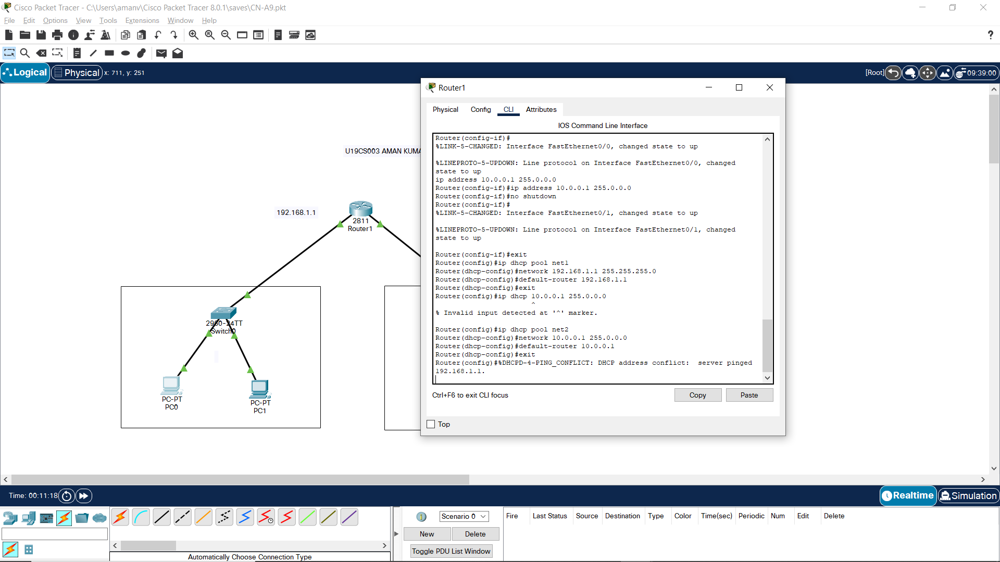 Cisco Packet Tracer - C:\Users\amanv\Cisco Packet Tracer 8.0.1\saves\CN-A9.pkt
File Edit Options View Tools Extensions Window Help
?
Logical Physical x: 711, y: 251
[Root] 09:39:00
U19CS003 AMAN KUMA
192.168.1.1
2811
Router1
2960-24TT
Switch0
PC-PT
PC0
PC-PT
PC1
Router1
Physical Config CLI Attributes
IOS Command Line Interface
Router(config-if)#
%LINK-5-CHANGED: Interface FastEthernet0/0, changed state to up
%LINEPROTO-5-UPDOWN: Line protocol on Interface FastEthernet0/0, changed
state to up
ip address 10.0.0.1 255.0.0.0
Router(config-if)#ip address 10.0.0.1 255.0.0.0
Router(config-if)#no shutdown
Router(config-if)#
%LINK-5-CHANGED: Interface FastEthernet0/1, changed state to up
%LINEPROTO-5-UPDOWN: Line protocol on Interface FastEthernet0/1, changed
state to up
Router(config-if)#exit
Router(config)#ip dhcp pool net1
Router(dhcp-config)#network 192.168.1.1 255.255.255.0
Router(dhcp-config)#default-router 192.168.1.1
Router(dhcp-config)#exit
Router(config)#ip dhcp 10.0.0.1 255.0.0.0
^
% Invalid input detected at '^' marker.
Router(config)#ip dhcp pool net2
Router(dhcp-config)#network 10.0.0.1 255.0.0.0
Router(dhcp-config)#default-router 10.0.0.1
Router(dhcp-config)#exit
Router(config)#%DHCPD-4-PING_CONFLICT: DHCP address conflict: server pinged
192.168.1.1.
Ctrl+F6 to exit CLI focus
Copy Paste
Top
Time: 00:11:18
Realtime Simulation
Scenario 0
New Delete
Toggle PDU List Window
Fire Last Status Source Destination Type Color Time(sec) Periodic Num Edit Delete
Automatically Choose Connection Type